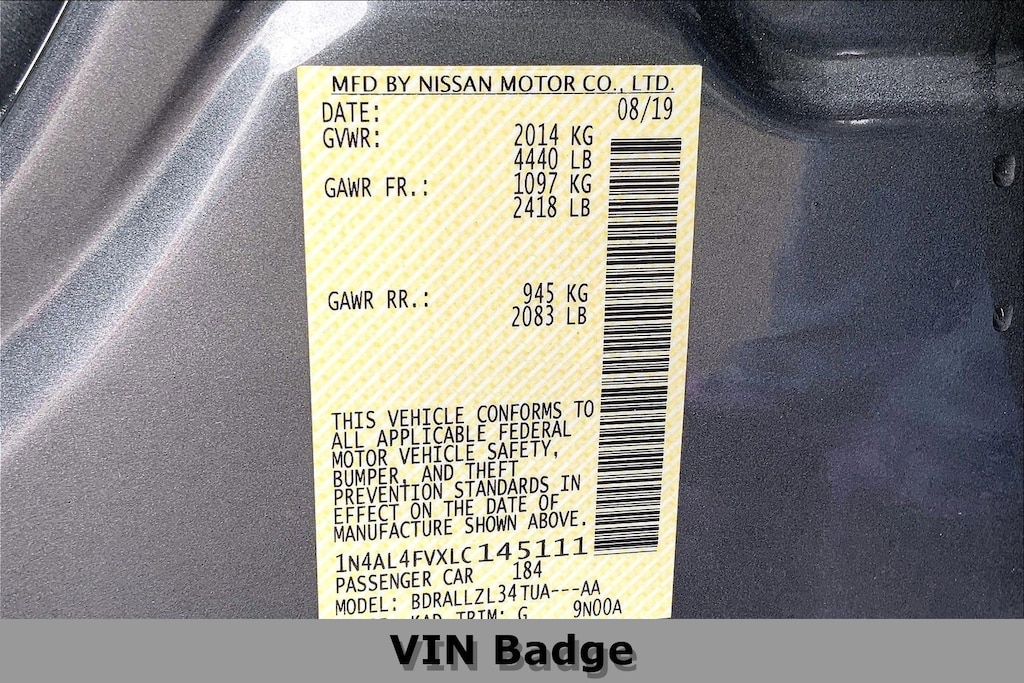 MFD BY NISSAN MOTOR CO., LTD.
DATE: 08/19
GVWR: 2014 KG
4440 LB
GAWR FR.: 1097 KG
2418 LB
GAWR RR.: 945 KG
2083 LB
THIS VEHICLE CONFORMS TO
ALL APPLICABLE FEDERAL
MOTOR VEHICLE SAFETY,
BUMPER, AND THEFT
PREVENTION STANDARDS IN
EFFECT ON THE DATE OF
MANUFACTURE SHOWN ABOVE.
1N4AL4FVXLC145111
PASSENGER CAR 184
MODEL: BDRALLZL34TUA---AA
KAD TRIM: G 9N00A
VIN Badge